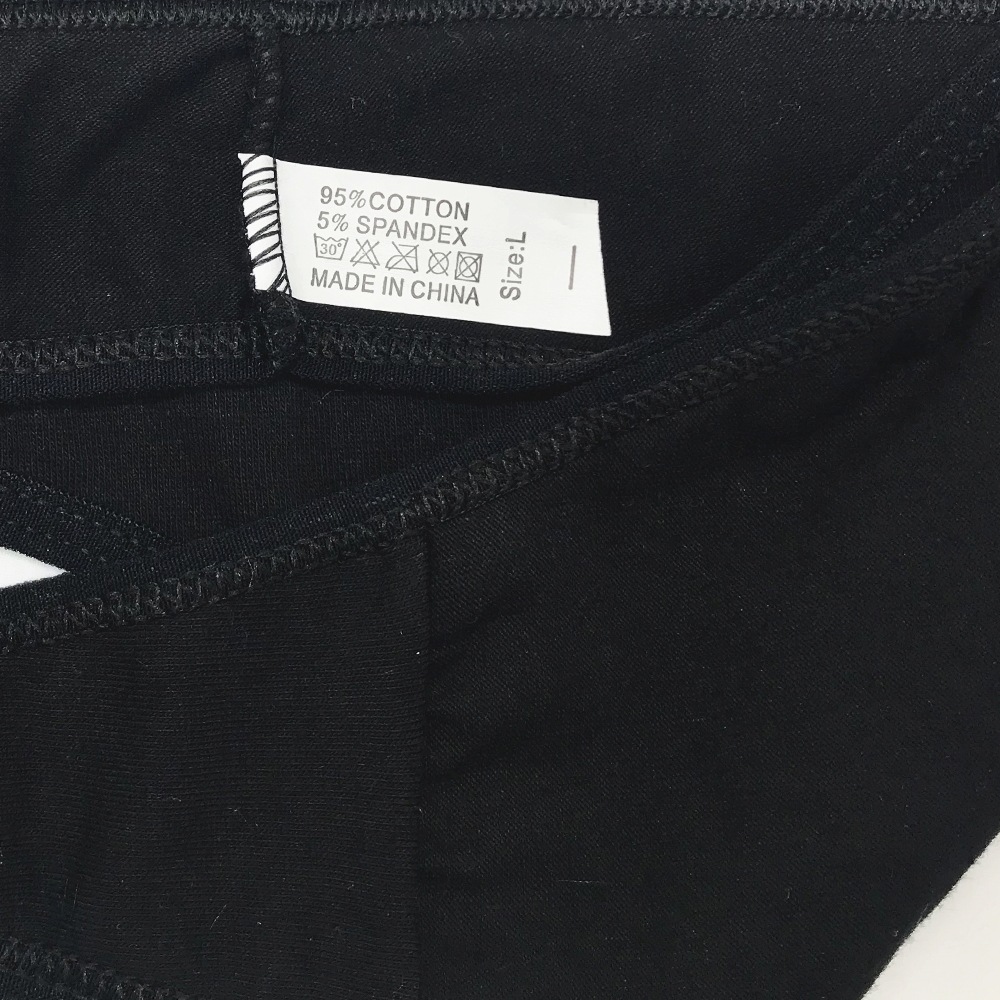 95%COTTON
5% SPANDEX
30°
MADE IN CHINA
Size:L